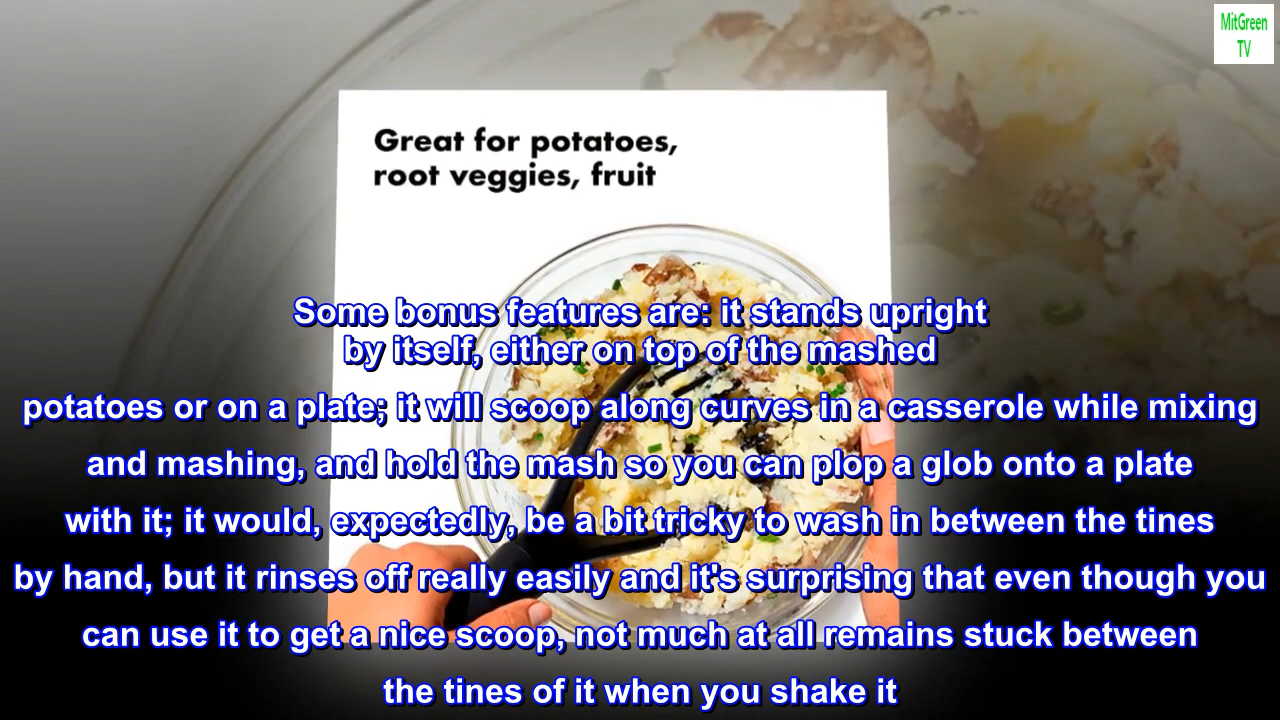 MitGreen
TV
Great for potatoes,
root veggies, fruit
Some bonus features are: it stands upright
by itself, either on top of the mashed
potatoes or on a plate; it will scoop along curves in a casserole while mixing
and mashing, and hold the mash so you can plop a glob onto a plate
with it; it would, expectedly, be a bit tricky to wash in between the tines
by hand, but it rinses off really easily and it's surprising that even though you
can use it to get a nice scoop, not much at all remains stuck between
the tines of it when you shake it